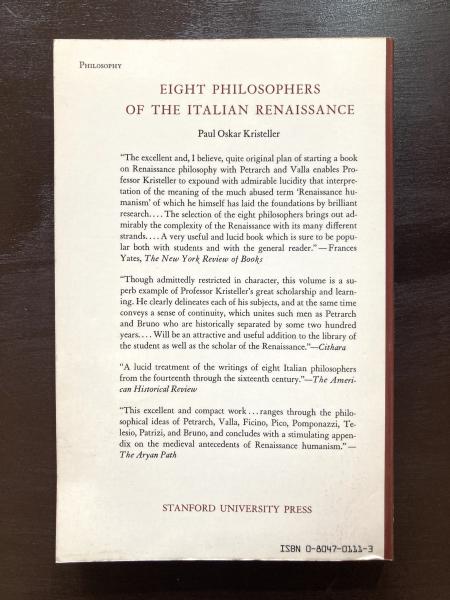 PHILOSOPHY
EIGHT PHILOSOPHERS
OF THE ITALIAN RENAISSANCE
Paul Oskar Kristeller
“The excellent and, I believe, quite original plan of starting a book
on Renaissance philosophy with Petrarch and Valla enables Pro-
fessor Kristeller to expound with admirable lucidity that interpre-
tation of the meaning of the much abused term ‘Renaissance hu-
manism’ of which he himself has laid the foundations by brilliant
research.... The selection of the eight philosophers brings out ad-
mirably the complexity of the Renaissance with its many different
strands.... A very useful and lucid book which is sure to be popu-
lar both with students and with the general reader.”—Frances
Yates, The New York Review of Books
“Though admittedly restricted in character, this volume is a su-
perb example of Professor Kristeller's great scholarship and learn-
ing. He clearly delineates each of his subjects, and at the same time
conveys a sense of continuity, which unites such men as Petrarch
and Bruno who are historically separated by some two hundred
years.... Will be an attractive and useful addition to the library of
the student as well as the scholar of the Renaissance.”—Cithara
“A lucid treatment of the writings of eight Italian philosophers
from the fourteenth through the sixteenth century.”—The Ameri-
can Historical Review
“This excellent and compact work ... ranges through the philo-
sophical ideas of Petrarch, Valla, Ficino, Pico, Pomponazzi, Te-
lesio, Patrizi, and Bruno, and concludes with a stimulating appen-
dix on the medieval antecedents of Renaissance humanism.”—
The Aryan Path
STANFORD UNIVERSITY PRESS
ISBN 0-8047-0111-3